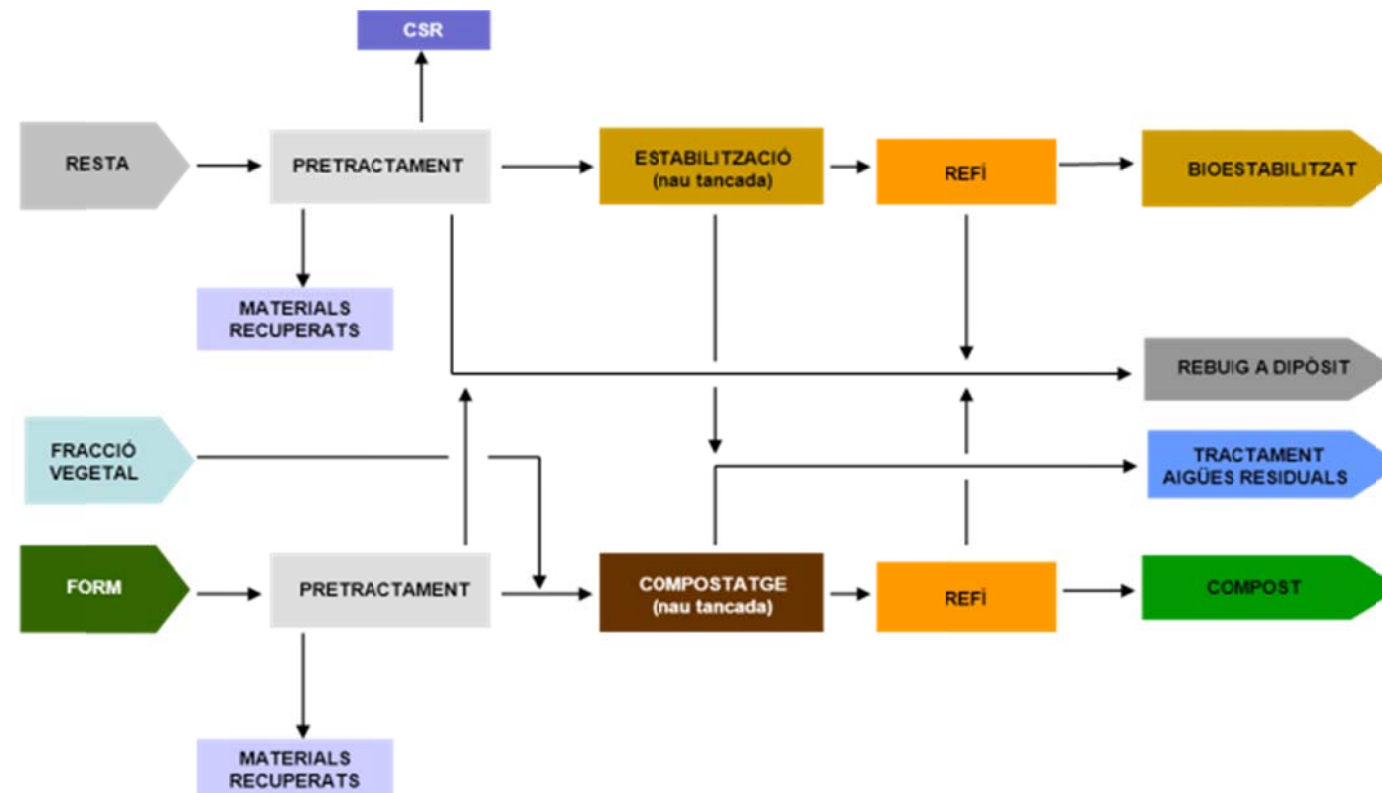 CSR
RESTA
PRETRACTAMENT
ESTABILITZACIÓ
(nau tancada)
REFÍ
BIOESTABILITZAT
MATERIALS
RECUPERATS
REBUIG A DIPÒSIT
FRACCIÓ
VEGETAL
TRACTAMENT
AIGÜES RESIDUALS
FORM
PRETRACTAMENT
COMPOSTATGE
(nau tancada)
REFÍ
COMPOST
MATERIALS
RECUPERATS